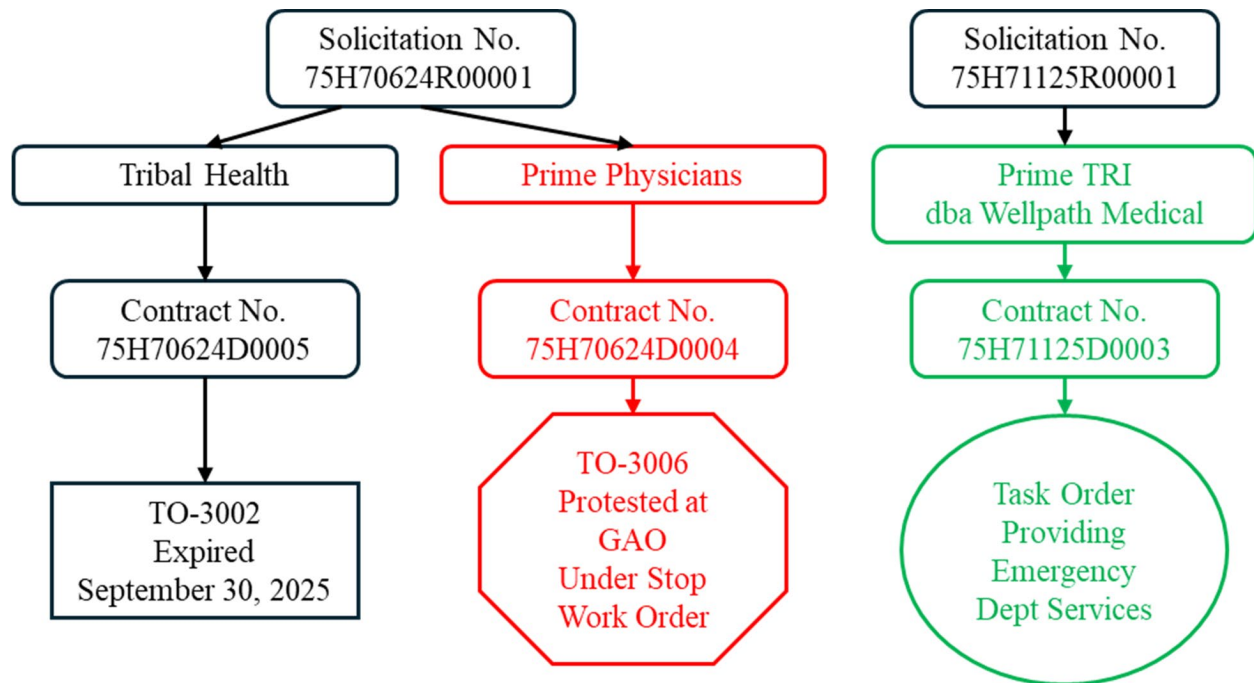 Solicitation No.
75H70624R00001
Tribal Health
Contract No.
75H70624D0005
TO-3002
Expired
September 30, 2025
Prime Physicians
Contract No.
75H70624D0004
TO-3006
Protested at
GAO
Under Stop
Work Order
Solicitation No.
75H71125R00001
Prime TRI
dba Wellpath Medical
Contract No.
75H71125D0003
Task Order
Providing
Emergency
Dept Services